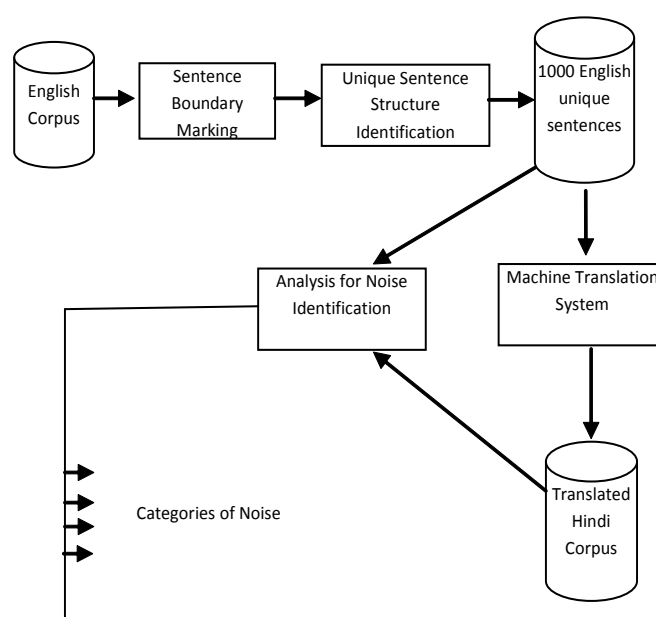 English
Corpus
Sentence
Boundary
Marking
Unique Sentence
Structure
Identification
1000 English
unique
sentences
Analysis for Noise
Identification
Machine Translation
System
Categories of Noise
Translated
Hindi
Corpus